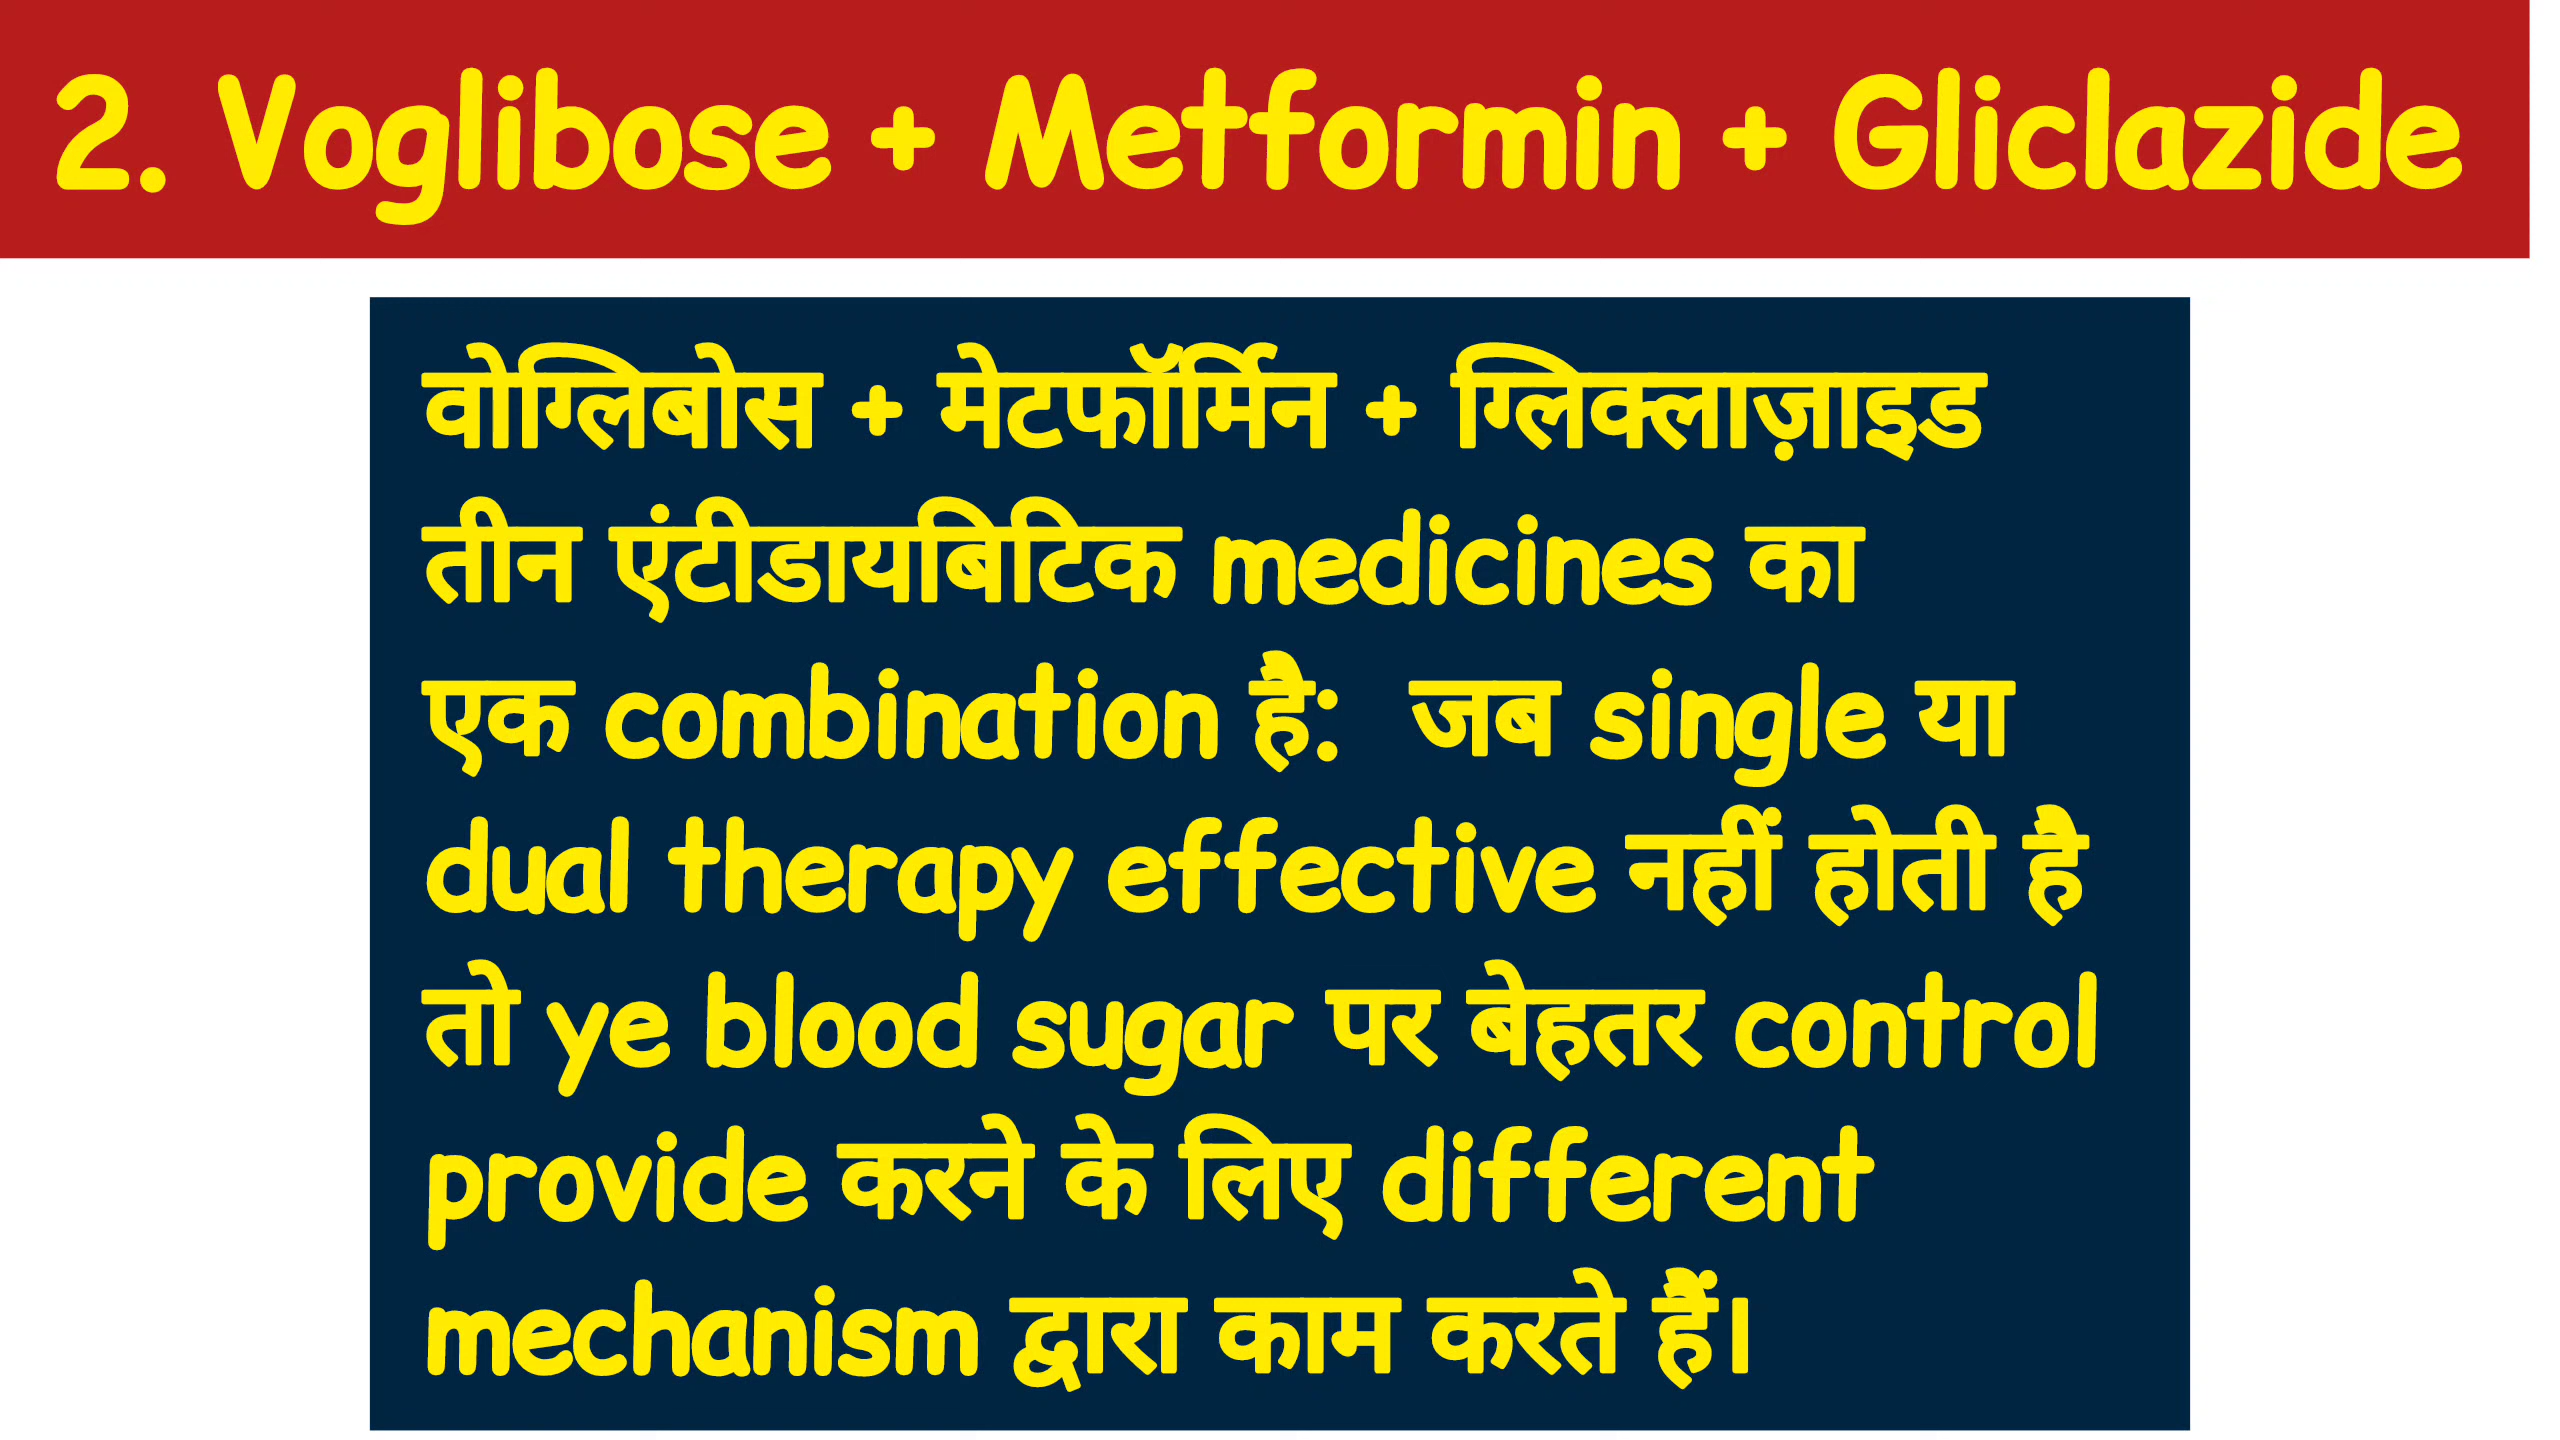 2. Voglibose + Metformin + Gliclazide
वोग्लिबोस + मेटफॉर्मिन + ग्लिक्लाज़ाइड
तीन एंटीडायबिटिक medicines का
एक combination है: जब single या
dual therapy effective नहीं होती है
तो ye blood sugar पर बेहतर control
provide करने के लिए different
mechanism द्वारा काम करते हैं।